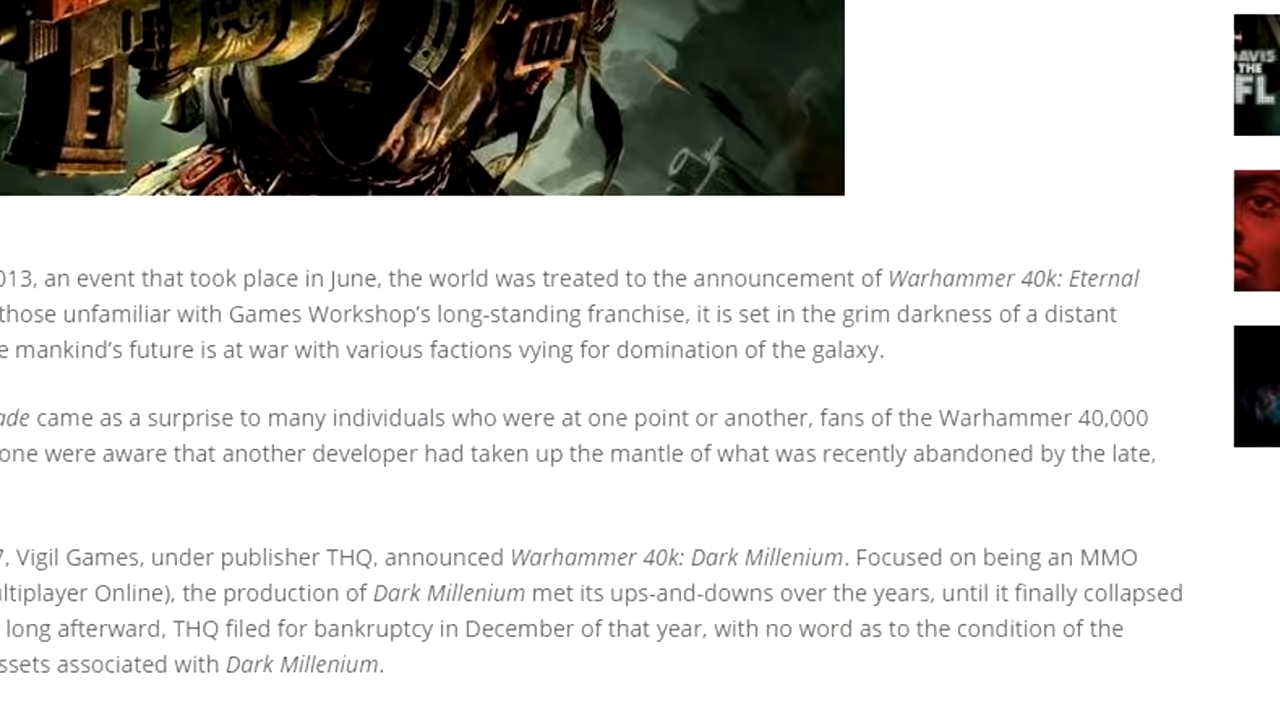 013, an event that took place in June, the world was treated to the announcement of Warhammer 40k: Eternal
those unfamiliar with Games Workshop’s long-standing franchise, it is set in the grim darkness of a distant
e mankind’s future is at war with various factions vying for domination of the galaxy.
ade came as a surprise to many individuals who were at one point or another, fans of the Warhammer 40,000
one were aware that another developer had taken up the mantle of what was recently abandoned by the late,
7, Vigil Games, under publisher THQ, announced Warhammer 40k: Dark Millenium. Focused on being an MMO
ultiplayer Online), the production of Dark Millenium met its ups-and-downs over the years, until it finally collapsed
long afterward, THQ filed for bankruptcy in December of that year, with no word as to the condition of the
ssets associated with Dark Millenium.
AVIS
THE
FL